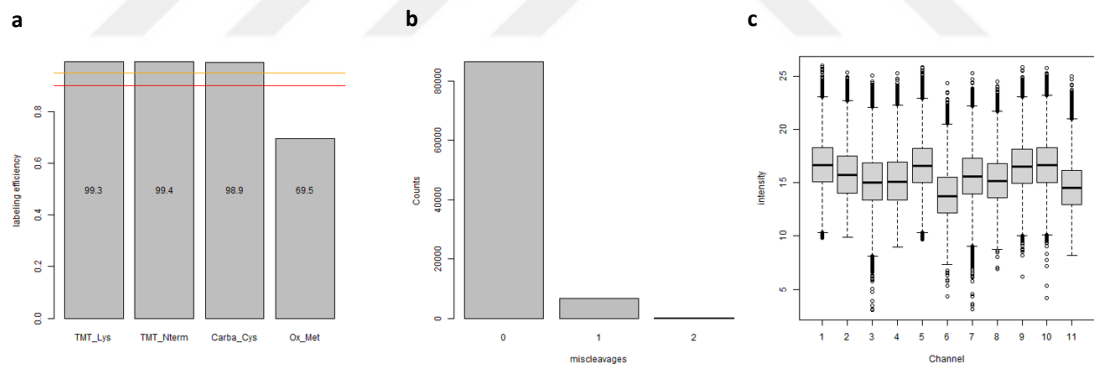 a
b
c
labeling efficiency
0.0
0.2
0.4
0.6
0.8
99.3
99.4
98.9
69.5
TMT_Lys
TMT_Nterm
Carba_Cys
Ox_Met
Counts
0
20000
40000
60000
80000
0
1
2
miscleavages
intensity
5
10
15
20
25
1
2
3
4
5
6
7
8
9
10
11
Channel